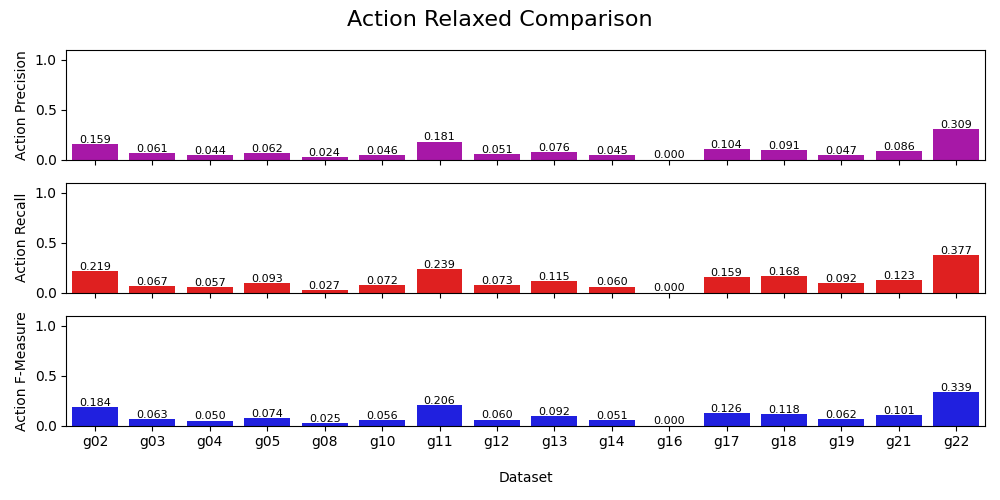 Action Relaxed Comparison
Action Precision
1.0
0.5
0.0
0.159 0.061 0.044 0.062 0.024 0.046 0.181 0.051 0.076 0.045 0.000 0.104 0.091 0.047 0.086 0.309
Action Recall
1.0
0.5
0.0
0.219 0.067 0.057 0.093 0.027 0.072 0.239 0.073 0.115 0.060 0.000 0.159 0.168 0.092 0.123 0.377
Action F-Measure
1.0
0.5
0.0
0.184 0.063 0.050 0.074 0.025 0.056 0.206 0.060 0.092 0.051 0.000 0.126 0.118 0.062 0.101 0.339
g02 g03 g04 g05 g08 g10 g11 g12 g13 g14 g16 g17 g18 g19 g21 g22
Dataset